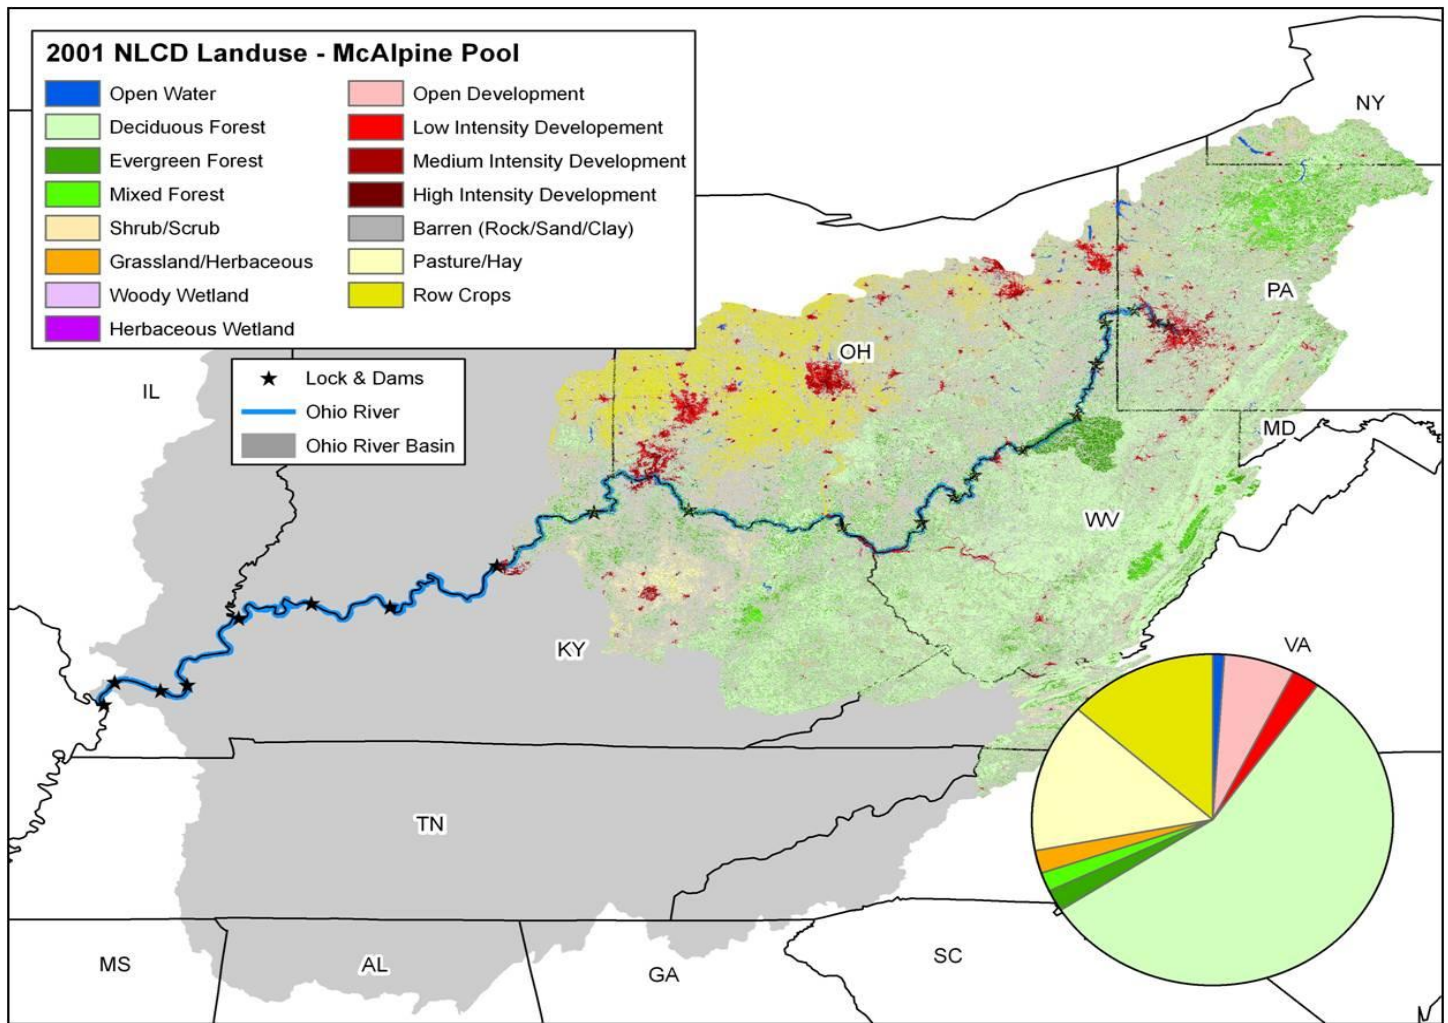 2001 NLCD Landuse - McAlpine Pool
Open Water
Deciduous Forest
Evergreen Forest
Mixed Forest
Shrub/Scrub
Grassland/Herbaceous
Woody Wetland
Herbaceous Wetland
Open Development
Low Intensity Developement
Medium Intensity Development
High Intensity Development
Barren (Rock/Sand/Clay)
Pasture/Hay
Row Crops
Lock & Dams
Ohio River
Ohio River Basin
NY
PA
OH
IL
MD
WV
KY
VA
TN
MS
AL
GA
SC